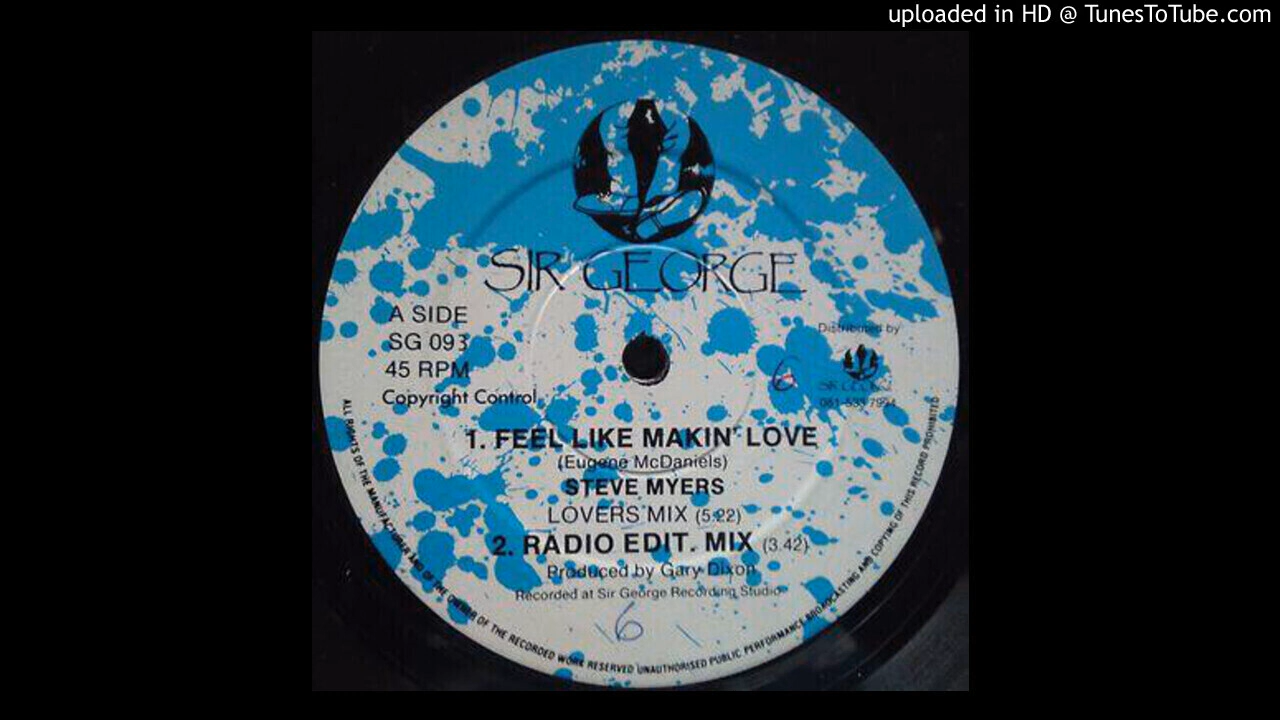 uploaded in HD @ TunesToTube.com
SIR GEORGE
A SIDE
SG 093
45 RPM
Copyright Control
Distributed by
SIR GEORGE
081-533 7994
6
1. FEEL LIKE MAKIN' LOVE
(Eugene McDaniels)
STEVE MYERS
LOVERS MIX (5.22)
2. RADIO EDIT. MIX (3.42)
Produced by Gary Dixon
Recorded at Sir George Recording Studio
6
ALL RIGHTS OF THE MANUFACTURER AND OF THE OWNER OF THE RECORDED WORK RESERVED UNAUTHORISED PUBLIC PERFORMANCE BROADCASTING AND COPYING OF THIS RECORD PROHIBITED